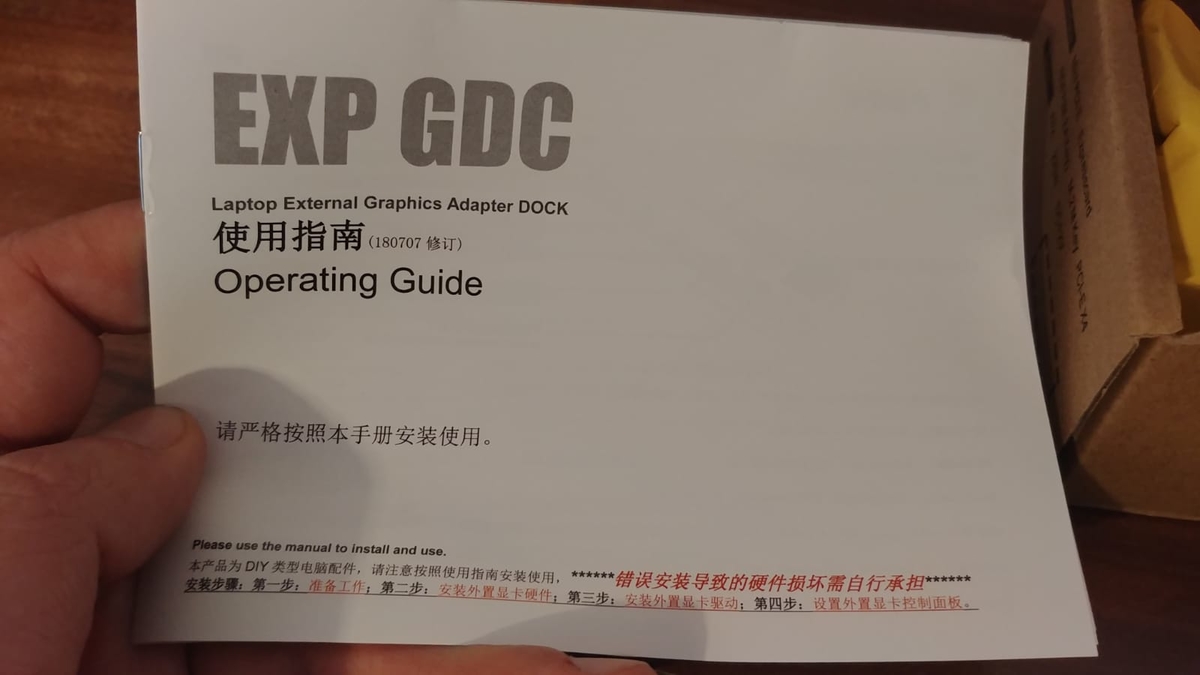 EXP GDC
Laptop External Graphics Adapter DOCK
使用指南(180707 修订)
Operating Guide
请严格按照本手册安装使用。
Please use the manual to install and use.
本产品为 DIY 类型电脑配件，请注意按照使用指南安装使用，******错误安装导致的硬件损坏需自行承担******
安装步骤：第一步：准备工作；第二步：安装外置显卡硬件；第三步：安装外置显卡驱动；第四步：设置外置显卡控制面板。